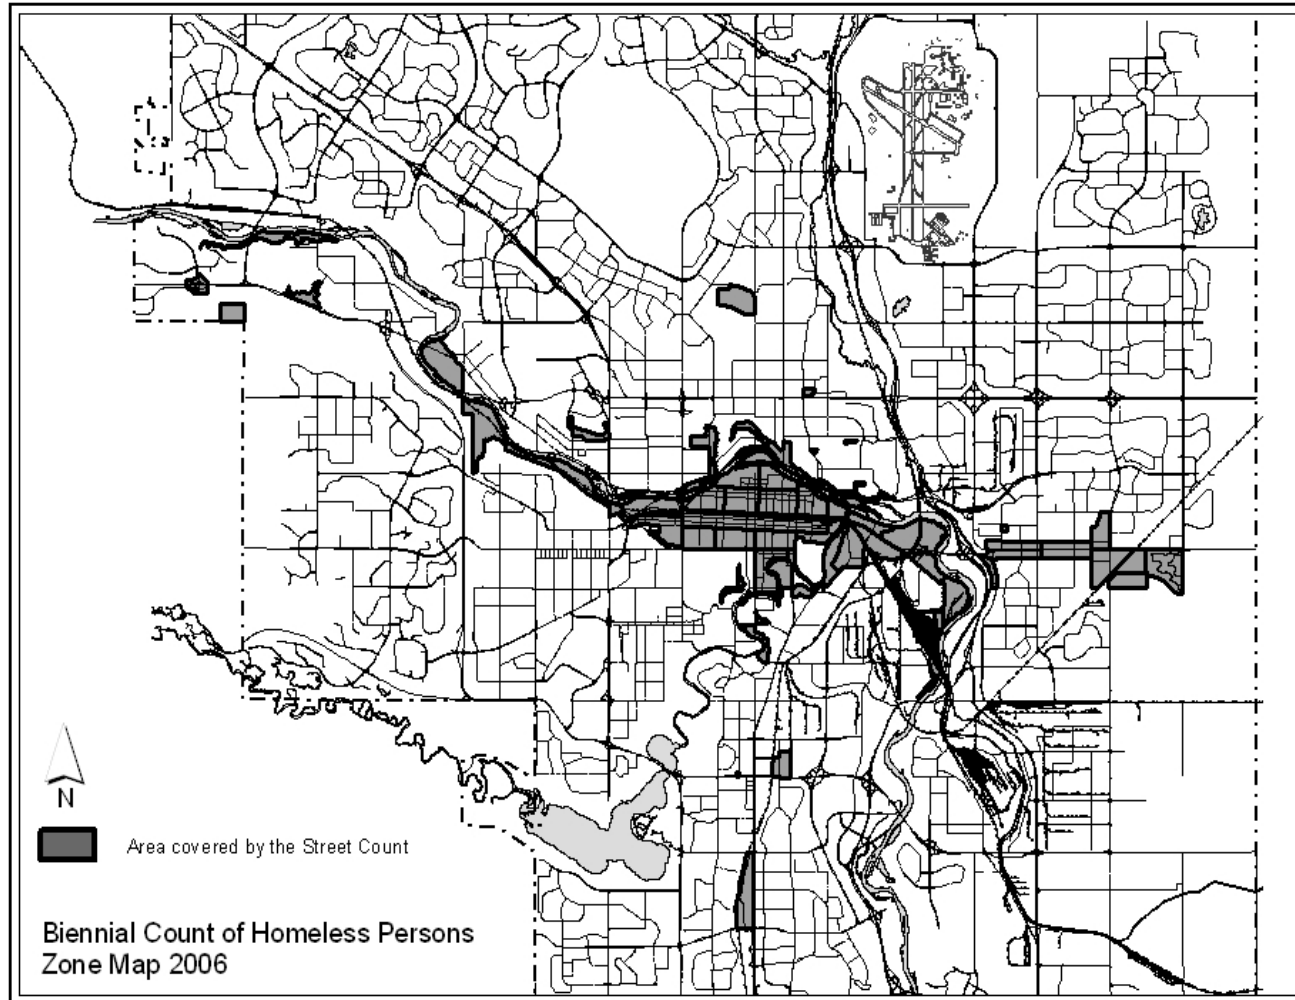 N
Area covered by the Street Count
Biennial Count of Homeless Persons
Zone Map 2006